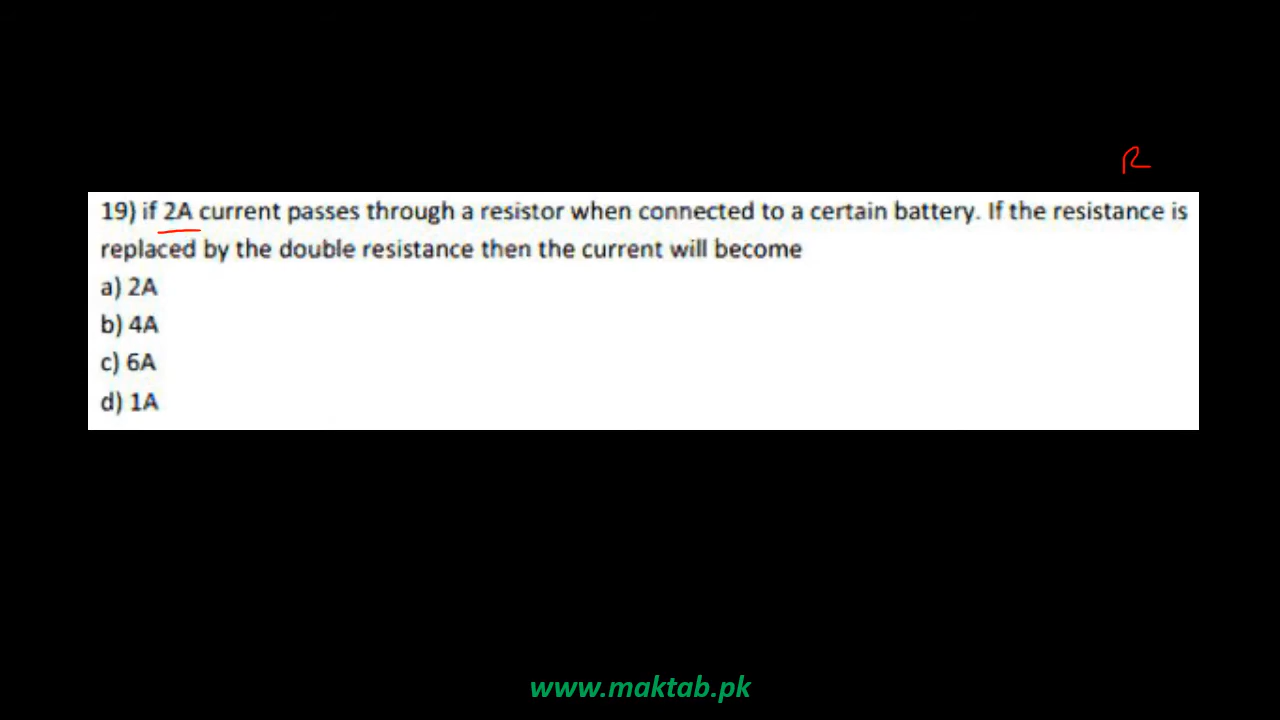 R
19) if 2A current passes through a resistor when connected to a certain battery. If the resistance is
replaced by the double resistance then the current will become
a) 2A
b) 4A
c) 6A
d) 1A
www.maktab.pk